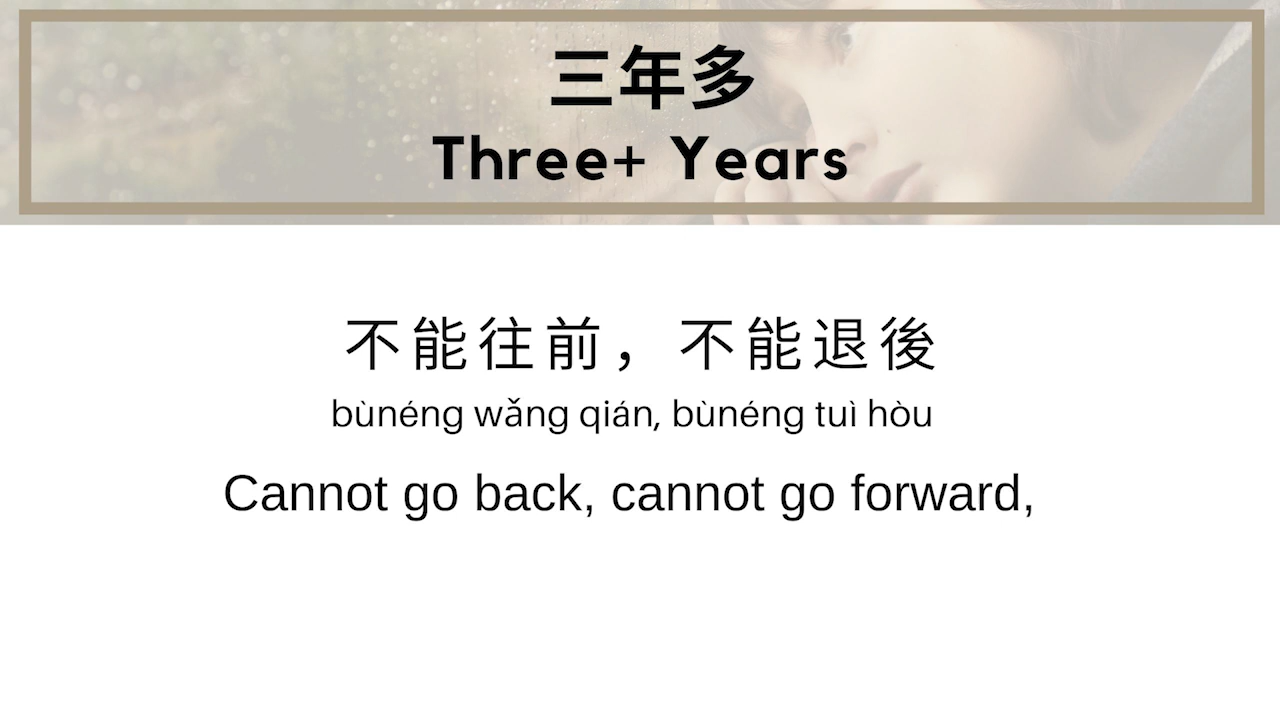 三年多
Three+ Years
不能往前，不能退後
bùnéng wǎng qián, bùnéng tuì hòu
Cannot go back, cannot go forward,